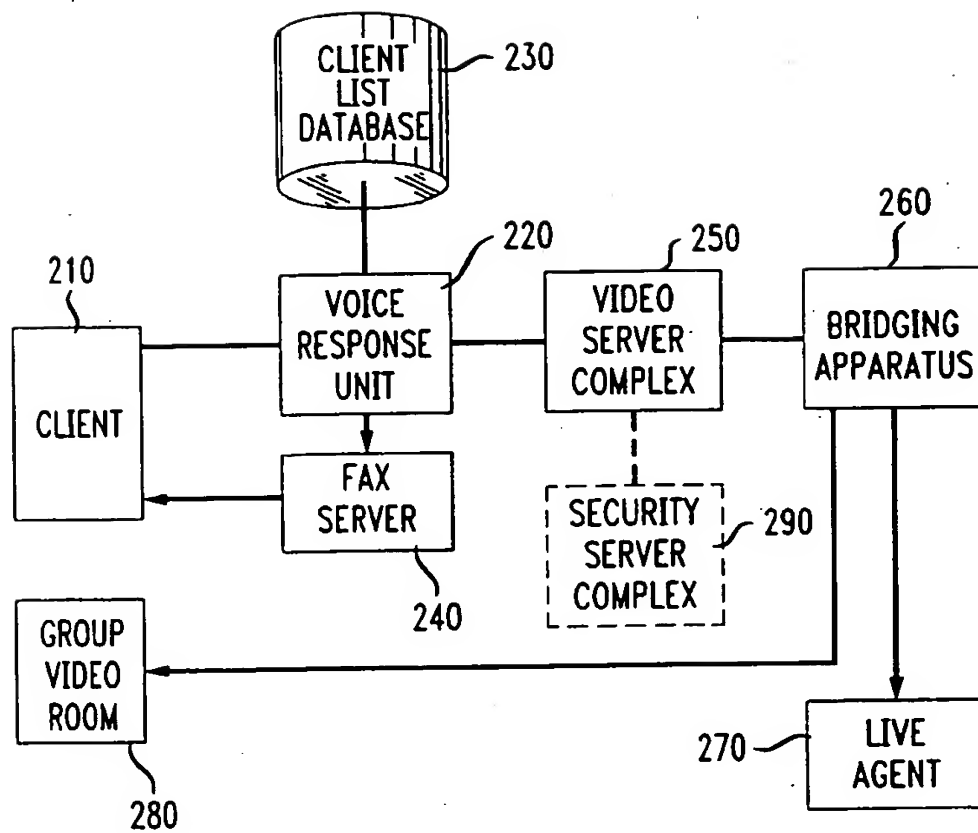 CLIENT
LIST
DATABASE
230
210
CLIENT
220
VOICE
RESPONSE
UNIT
250
VIDEO
SERVER
COMPLEX
260
BRIDGING
APPARATUS
FAX
SERVER
240
SECURITY
SERVER
COMPLEX
290
GROUP
VIDEO
ROOM
280
270
LIVE
AGENT